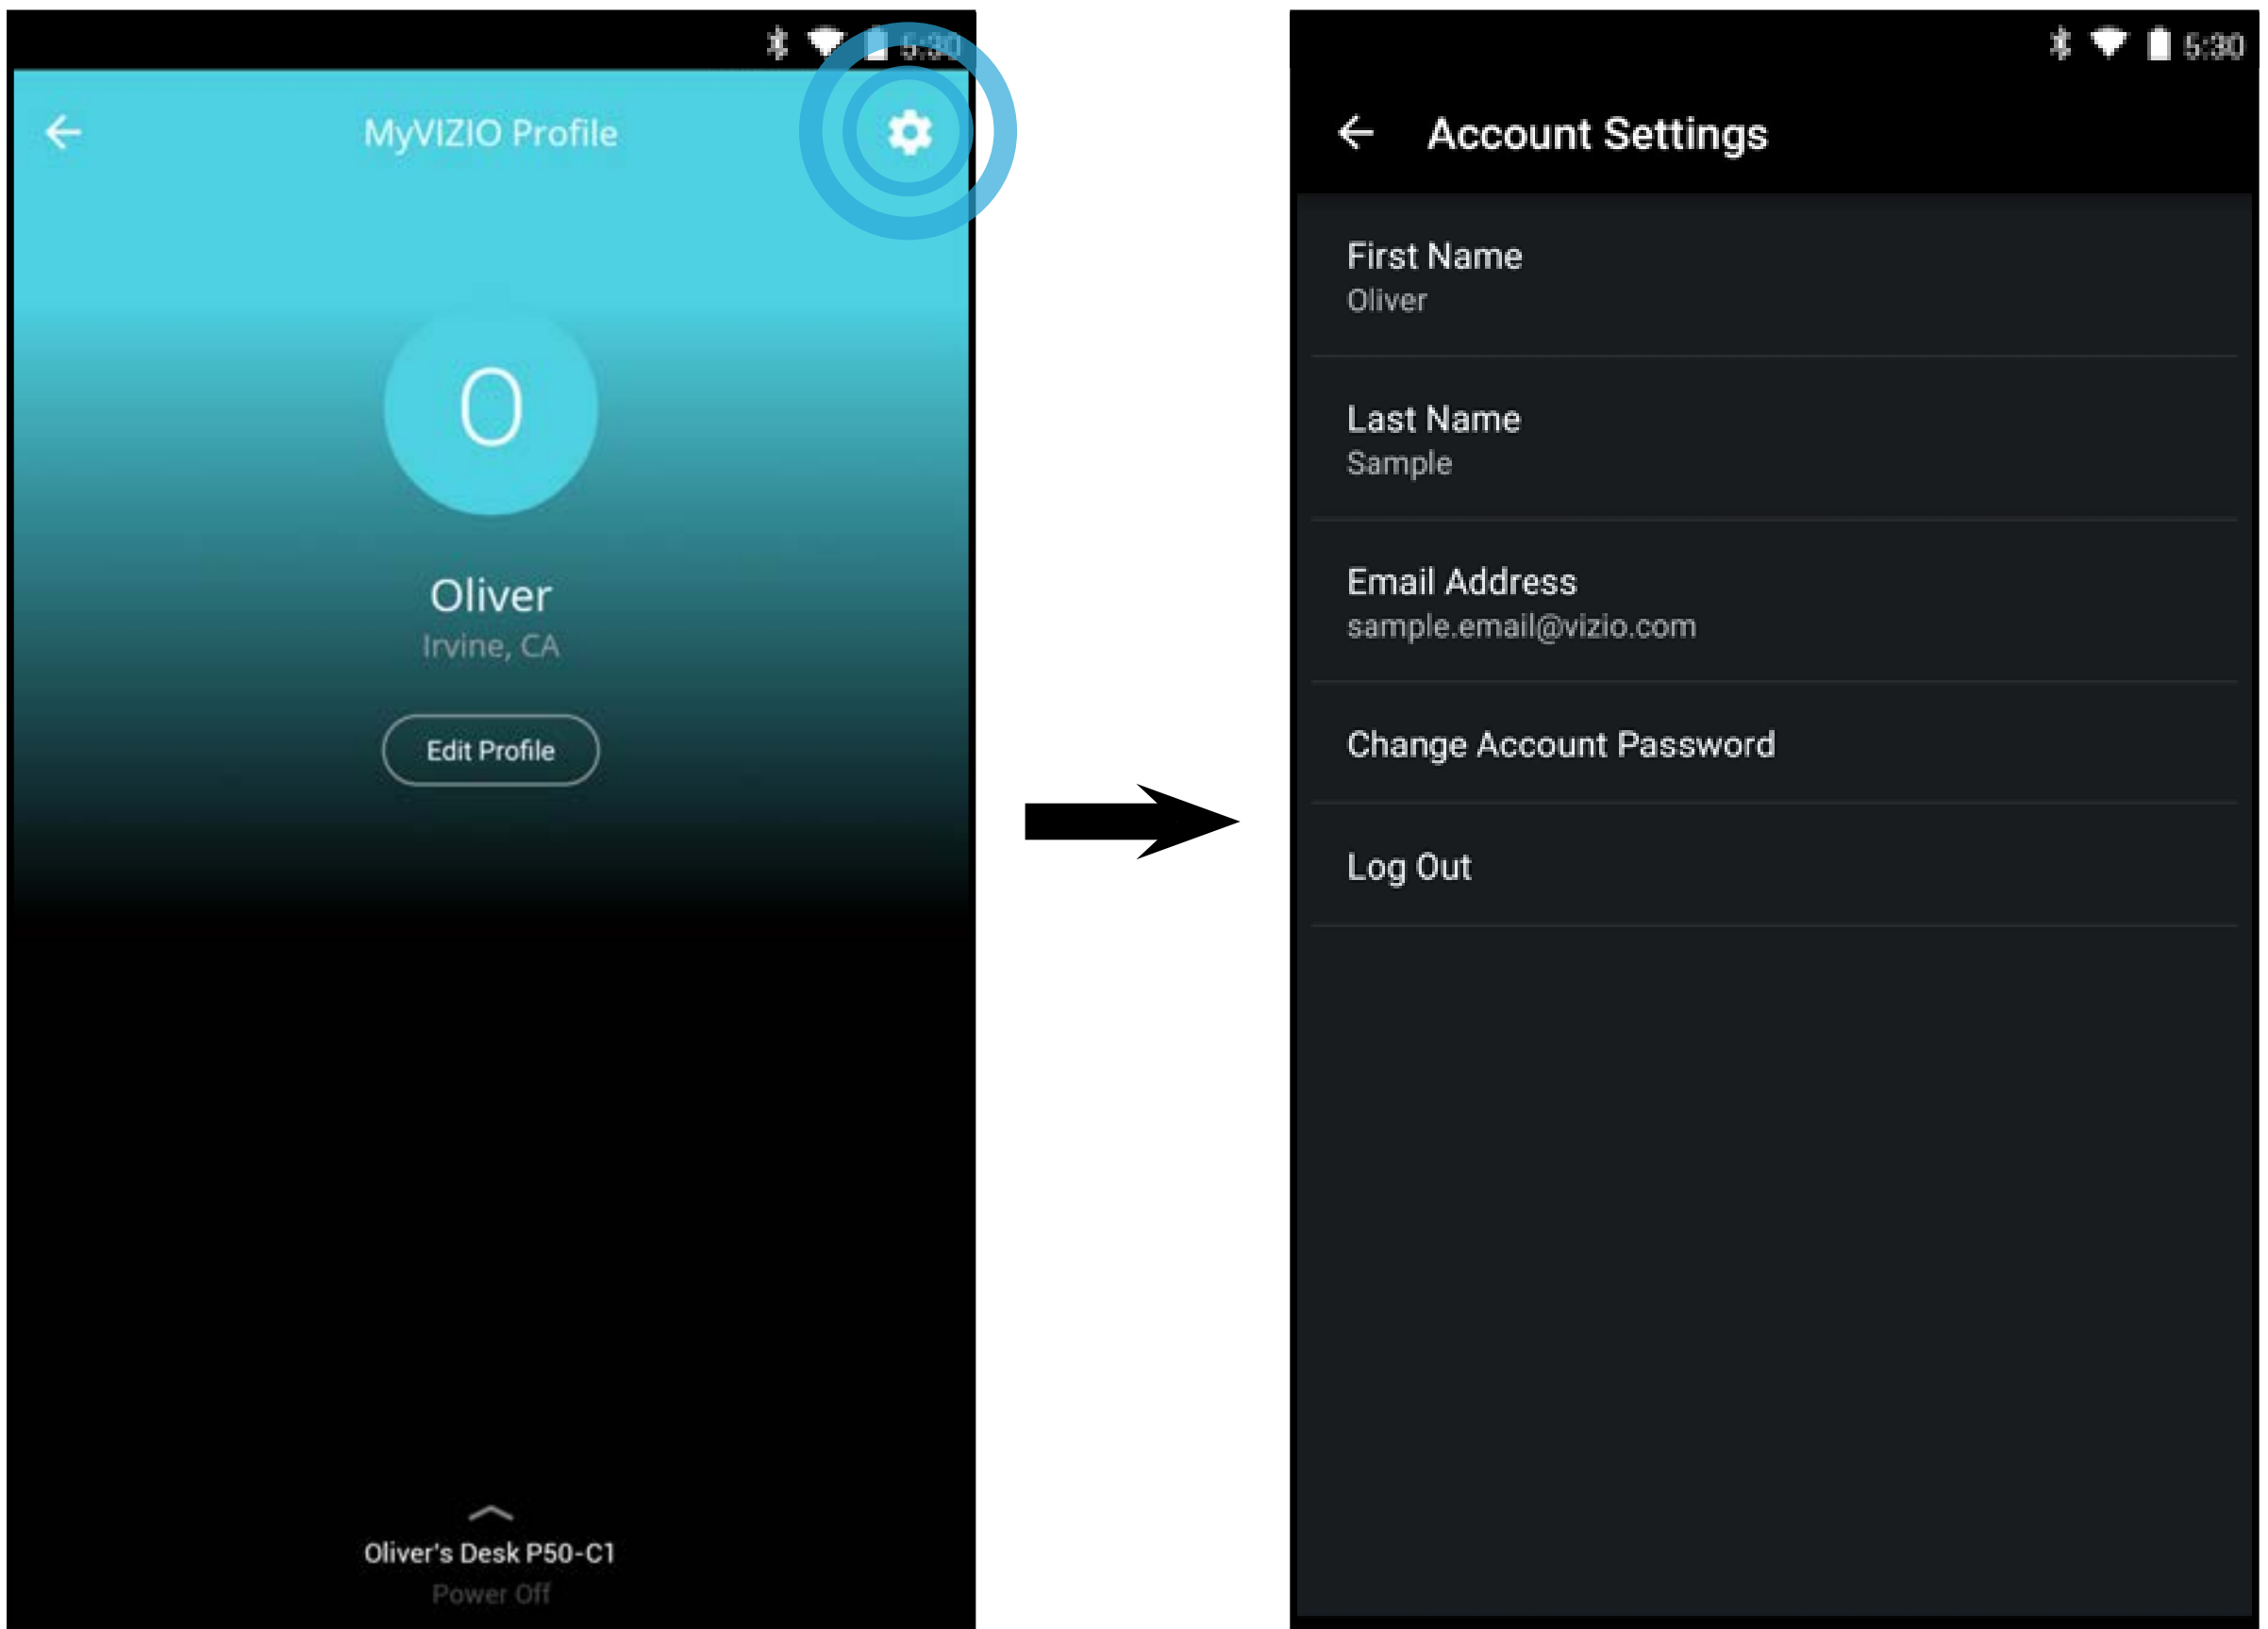 5:30
MyVIZIO Profile
O
Oliver
Irvine, CA
Edit Profile
Oliver's Desk P50-C1
Power Off
5:30
Account Settings
First Name
Oliver
Last Name
Sample
Email Address
sample.email@vizio.com
Change Account Password
Log Out